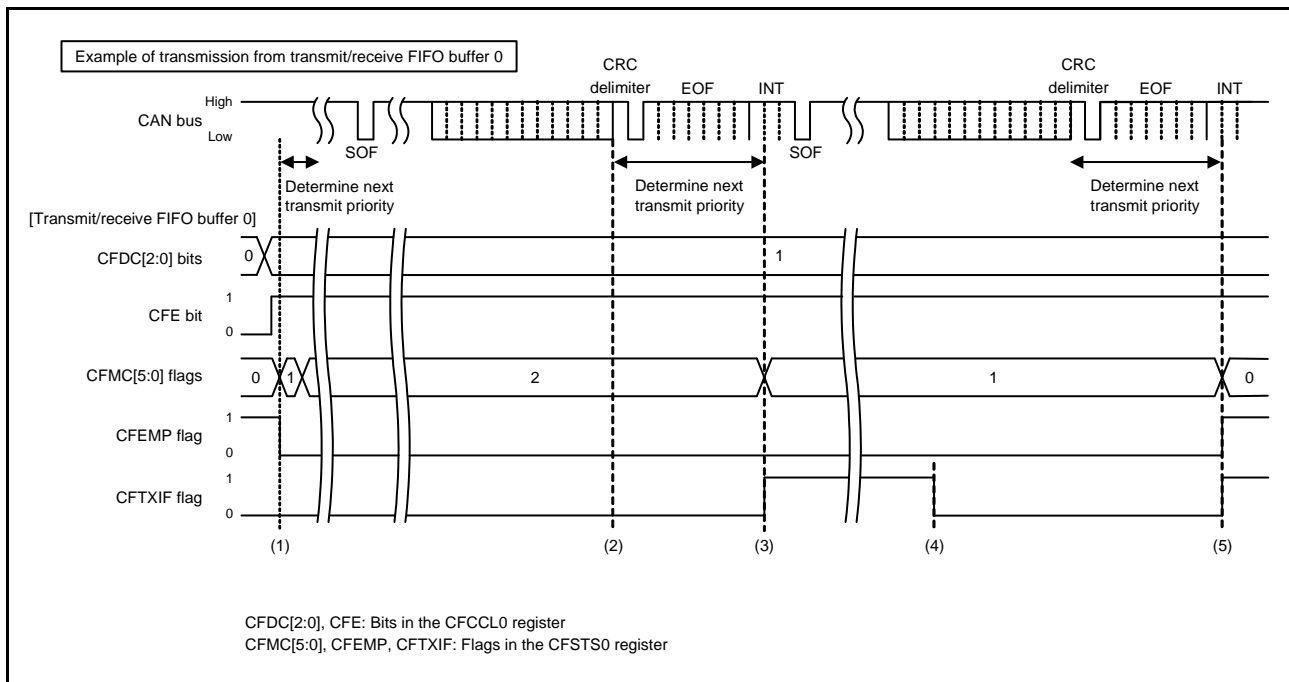 Example of transmission from transmit/receive FIFO buffer 0
CRC
delimiter
EOF
INT
CRC
delimiter
EOF
INT
High
CAN bus
Low
SOF
SOF
Determine next
transmit priority
Determine next
transmit priority
Determine next
transmit priority
[Transmit/receive FIFO buffer 0]
CFDC[2:0] bits
0
1
CFE bit
1
0
CFMC[5:0] flags
0
1
2
1
0
CFEMP flag
1
0
CFTXIF flag
1
0
(1)
(2)
(3)
(4)
(5)
CFDC[2:0], CFE: Bits in the CFCCL0 register
CFMC[5:0], CFEMP, CFTXIF: Flags in the CFSTS0 register